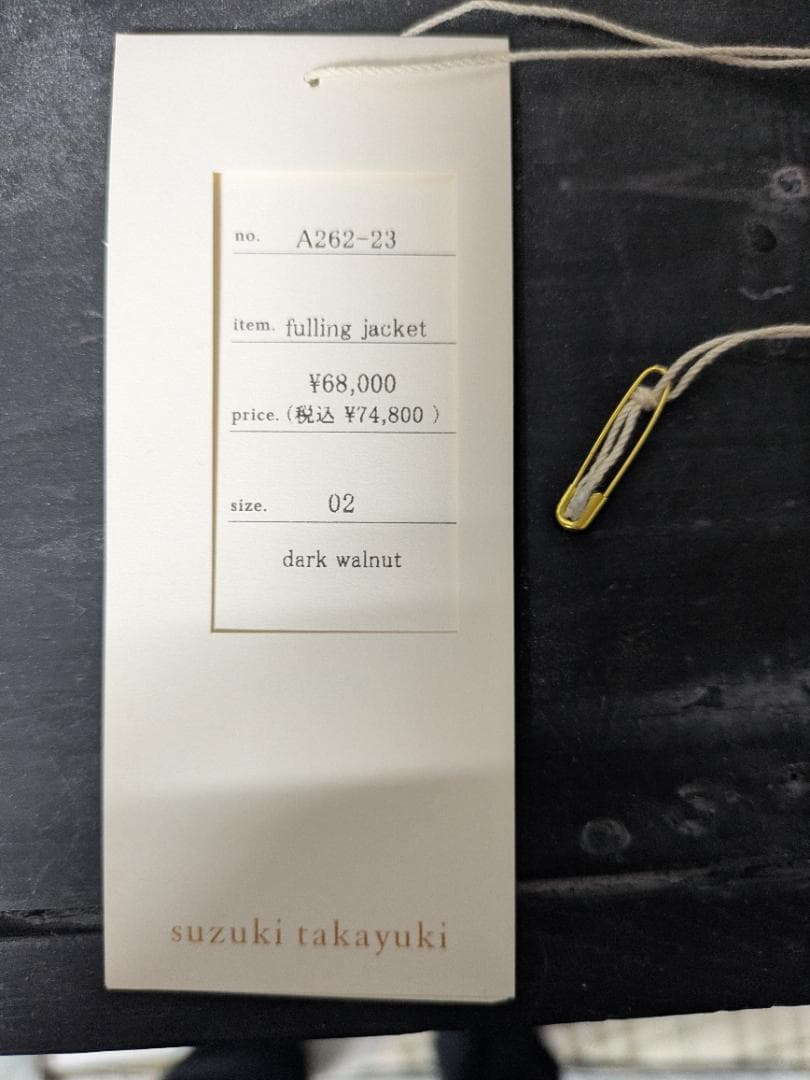 no. A262-23
item. fulling jacket
¥68,000
price. (税込 ¥74,800 )
size. 02
dark walnut
suzuki takayuki